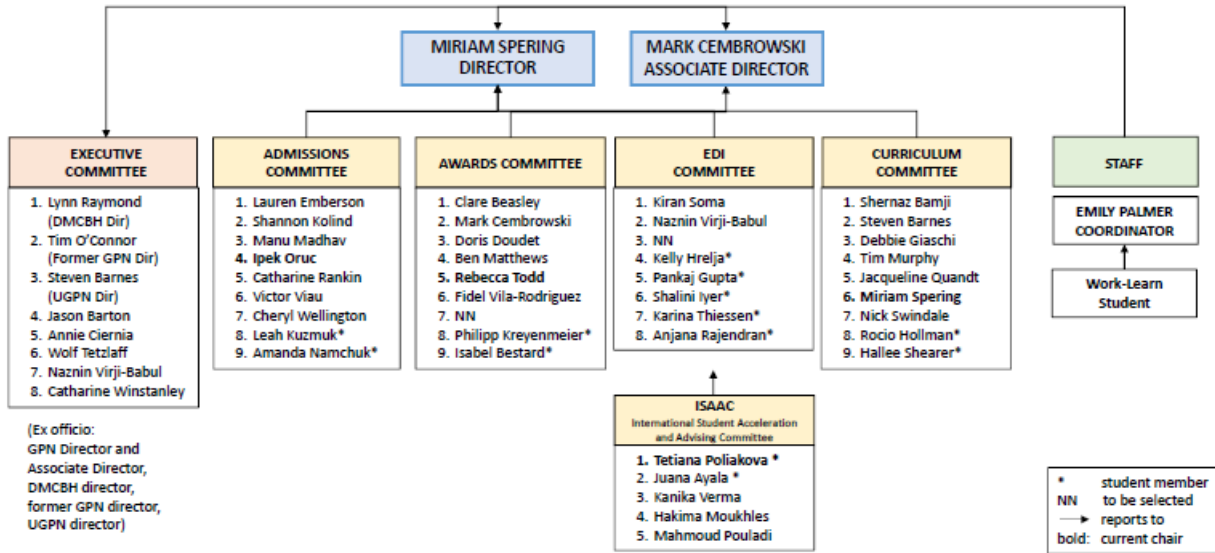 MIRIAM SPERING
DIRECTOR
MARK CEMBROWSKI
ASSOCIATE DIRECTOR
EXECUTIVE
COMMITTEE
1. Lynn Raymond
(DMCBH Dir)
2. Tim O'Connor
(Former GPN Dir)
3. Steven Barnes
(UGPN Dir)
4. Jason Barton
5. Annie Ciernia
6. Wolf Tetzlaff
7. Naznin Virji-Babul
8. Catharine Winstanley
(Ex officio:
GPN Director and
Associate Director,
DMCBH director,
former GPN director,
UGPN director)
ADMISSIONS
COMMITTEE
1. Lauren Emberson
2. Shannon Kolind
3. Manu Madhav
4. Ipek Oruc
5. Catharine Rankin
6. Victor Viau
7. Cheryl Wellington
8. Leah Kuzmuk*
9. Amanda Namchuk*
AWARDS COMMITTEE
1. Clare Beasley
2. Mark Cembrowski
3. Doris Doudet
4. Ben Matthews
5. Rebecca Todd
6. Fidel Vila-Rodriguez
7. NN
8. Philipp Kreyenmeier*
9. Isabel Bestard*
EDI
COMMITTEE
1. Kiran Soma
2. Naznin Virji-Babul
3. NN
4. Kelly Hrelja*
5. Pankaj Gupta*
6. Shalini Iyer*
7. Karina Thiessen*
8. Anjana Rajendran*
ISAAC
International Student Acceleration
and Advising Committee
1. Tetiana Poliakova *
2. Juana Ayala *
3. Kanika Verma
4. Hakima Moukhles
5. Mahmoud Pouladi
CURRICULUM
COMMITTEE
1. Shernaz Bamji
2. Steven Barnes
3. Debbie Giaschi
4. Tim Murphy
5. Jacqueline Quandt
6. Miriam Spering
7. Nick Swindale
8. Rocio Hollman*
9. Hallee Shearer*
STAFF
EMILY PALMER
COORDINATOR
Work-Learn
Student
* student member
NN to be selected
reports to
bold: current chair